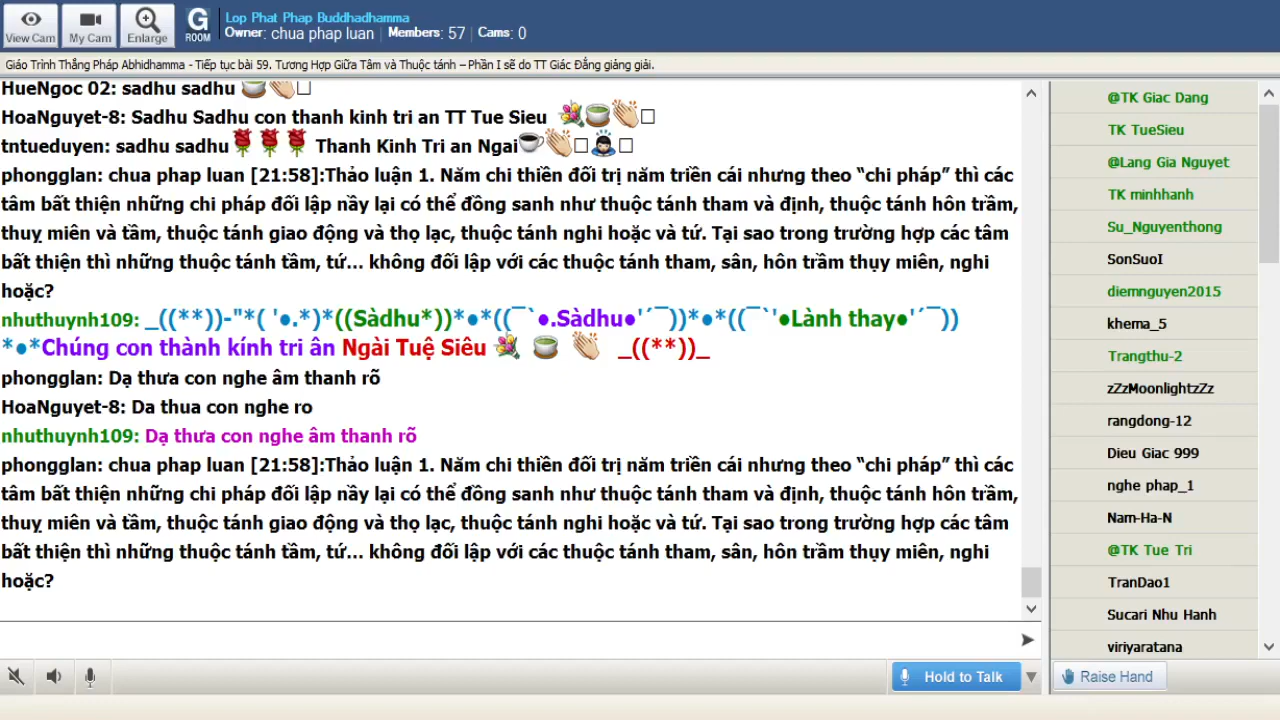 View Cam
My Cam
Enlarge
G
ROOM
Lop Phat Phap Buddhadhamma
Owner: chua phap luan | Members: 57 | Cams: 0
Giáo Trình Thắng Pháp Abhidhamma - Tiếp tục bài 59. Tương Hợp Giữa Tâm và Thuộc tánh – Phần I sẽ do TT Giác Đẳng giảng giải.
HueNgoc 02: sadhu sadhu 🍵👏□
HoaNguyet-8: Sadhu Sadhu con thanh kinh tri an TT Tue Sieu 💐🍵👏□
tntueduyen: sadhu sadhu🌹🌹🌹 Thanh Kinh Tri an Ngai☕👏□🙇□
phongglan: chua phap luan [21:58]:Thảo luận 1. Năm chi thiền đối trị năm triền cái nhưng theo “chi pháp” thì các
tâm bất thiện những chi pháp đối lập nầy lại có thể đồng sanh như thuộc tánh tham và định, thuộc tánh hôn trầm,
thuỵ miên và tầm, thuộc tánh giao động và thọ lạc, thuộc tánh nghi hoặc và tứ. Tại sao trong trường hợp các tâm
bất thiện thì những thuộc tánh tầm, tứ... không đối lập với các thuộc tánh tham, sân, hôn trầm thụy miên, nghi
hoặc?
nhuthuynh109: _((**))-"*( '●.*)*((Sàdhu*))*●*((¯`●.Sàdhu●'´¯))*●*((¯`'●Lành thay●'´¯))
*●*Chúng con thành kính tri ân Ngài Tuệ Siêu 💐 🍵 👏 _((**))_
phongglan: Dạ thưa con nghe âm thanh rõ
HoaNguyet-8: Da thua con nghe ro
nhuthuynh109: Dạ thưa con nghe âm thanh rõ
phongglan: chua phap luan [21:58]:Thảo luận 1. Năm chi thiền đối trị năm triền cái nhưng theo “chi pháp” thì các
tâm bất thiện những chi pháp đối lập nầy lại có thể đồng sanh như thuộc tánh tham và định, thuộc tánh hôn trầm,
thuỵ miên và tầm, thuộc tánh giao động và thọ lạc, thuộc tánh nghi hoặc và tứ. Tại sao trong trường hợp các tâm
bất thiện thì những thuộc tánh tầm, tứ... không đối lập với các thuộc tánh tham, sân, hôn trầm thụy miên, nghi
hoặc?
Hold to Talk
@TK Giac Dang
TK TueSieu
@Lang Gia Nguyet
TK minhhanh
Su_Nguyenthong
SonSuoI
diemnguyen2015
khema_5
Trangthu-2
zZzMoonlightzZz
rangdong-12
Dieu Giac 999
nghe phap_1
Nam-Ha-N
@TK Tue Tri
TranDao1
Sucari Nhu Hanh
viriyaratana
Raise Hand